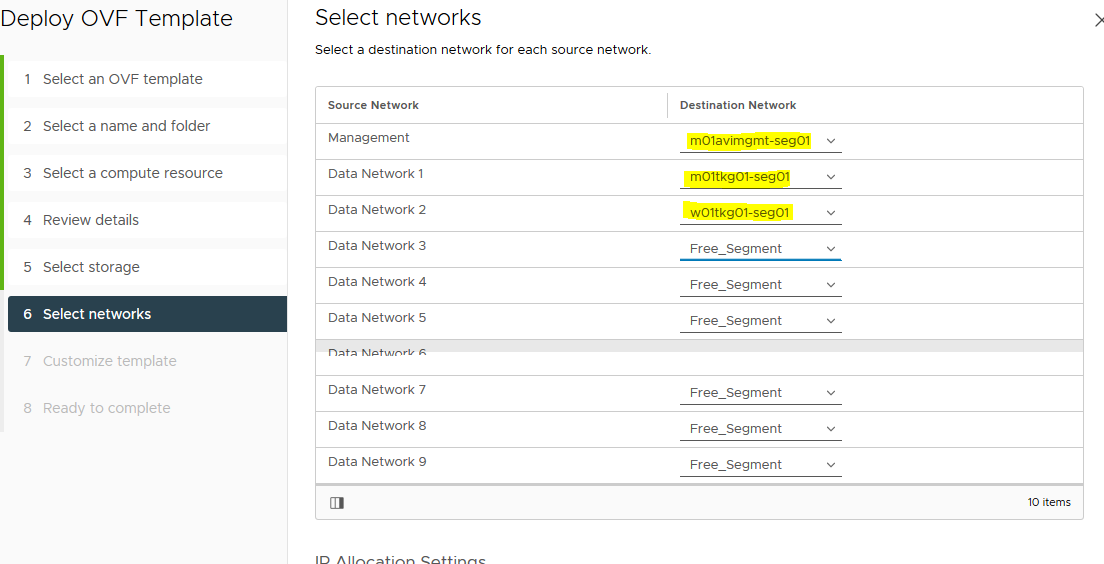 Deploy OVF Template
1 Select an OVF template
2 Select a name and folder
3 Select a compute resource
4 Review details
5 Select storage
6 Select networks
7 Customize template
8 Ready to complete
Select networks
Select a destination network for each source network.
Source Network Destination Network
Management m01avimgmt-seg01
Data Network 1 m01tkg01-seg01
Data Network 2 w01tkg01-seg01
Data Network 3 Free_Segment
Data Network 4 Free_Segment
Data Network 5 Free_Segment
Data Network 6
Data Network 7 Free_Segment
Data Network 8 Free_Segment
Data Network 9 Free_Segment
10 items
IP Allocation Settings